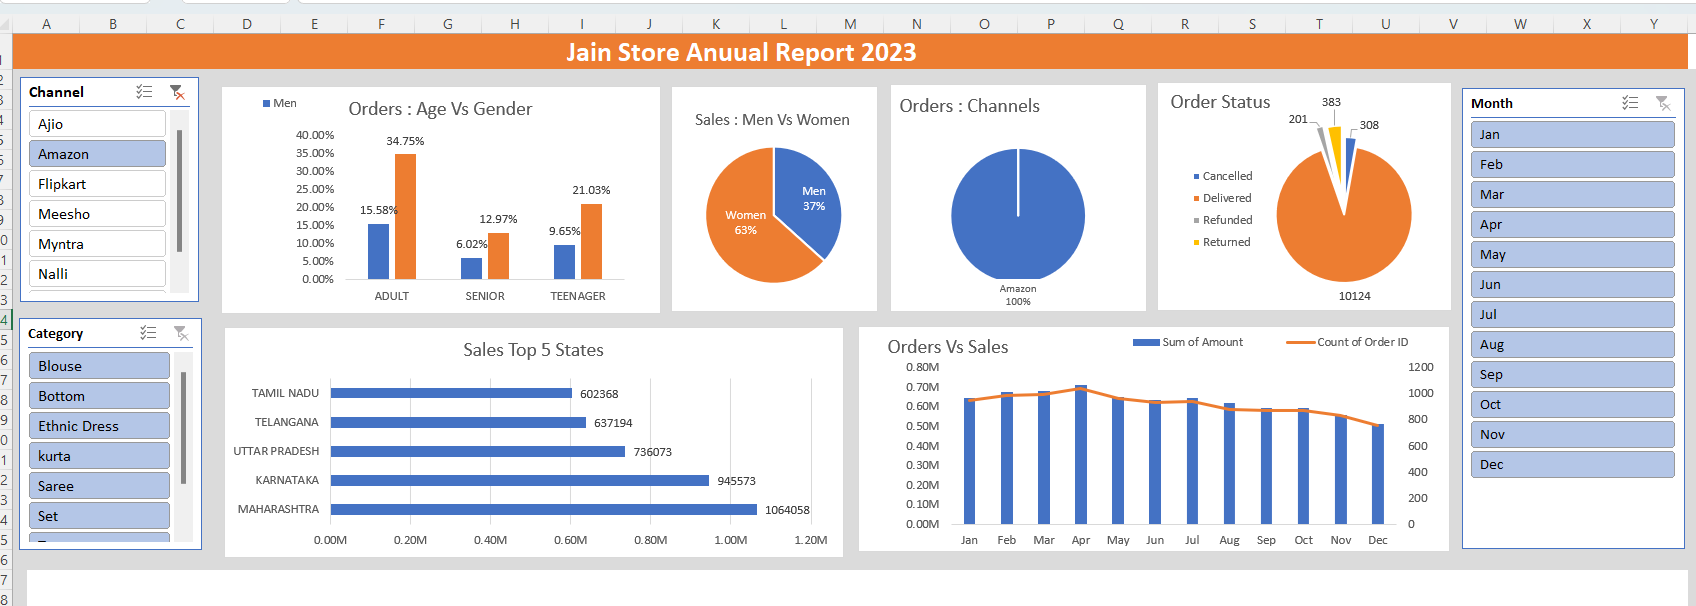 A B C D E F G H I J K L M N O P Q R S T U V W X Y
Jain Store Anuual Report 2023
Channel
Ajio
Amazon
Flipkart
Meesho
Myntra
Nalli
Category
Blouse
Bottom
Ethnic Dress
kurta
Saree
Set
Men
Orders : Age Vs Gender
40.00%
35.00%
30.00%
25.00%
20.00%
15.00%
10.00%
5.00%
0.00%
15.58%
34.75%
6.02%
12.97%
9.65%
21.03%
ADULT SENIOR TEENAGER
Sales : Men Vs Women
Men
37%
Women
63%
Orders : Channels
Amazon
100%
Order Status
383
201
308
Cancelled
Delivered
Refunded
Returned
10124
Sales Top 5 States
TAMIL NADU 602368
TELANGANA 637194
UTTAR PRADESH 736073
KARNATAKA 945573
MAHARASHTRA 1064058
0.00M 0.20M 0.40M 0.60M 0.80M 1.00M 1.20M
Orders Vs Sales
Sum of Amount Count of Order ID
0.80M
0.70M
0.60M
0.50M
0.40M
0.30M
0.20M
0.10M
0.00M
1200
1000
800
600
400
200
0
Jan Feb Mar Apr May Jun Jul Aug Sep Oct Nov Dec
Month
Jan
Feb
Mar
Apr
May
Jun
Jul
Aug
Sep
Oct
Nov
Dec